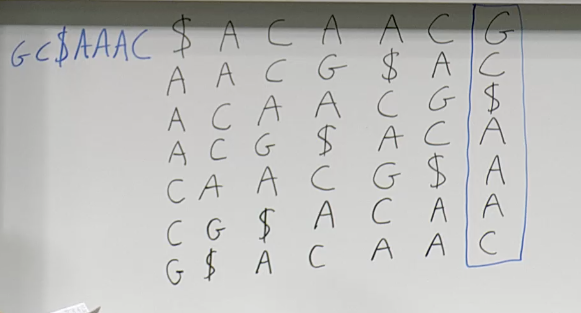 GC$AAAC $ A C A A C G
A A C G $ A C
A C A A C G $
A C G $ A C A
C A A C G $ A
C G $ A C A A
G $ A C A A C